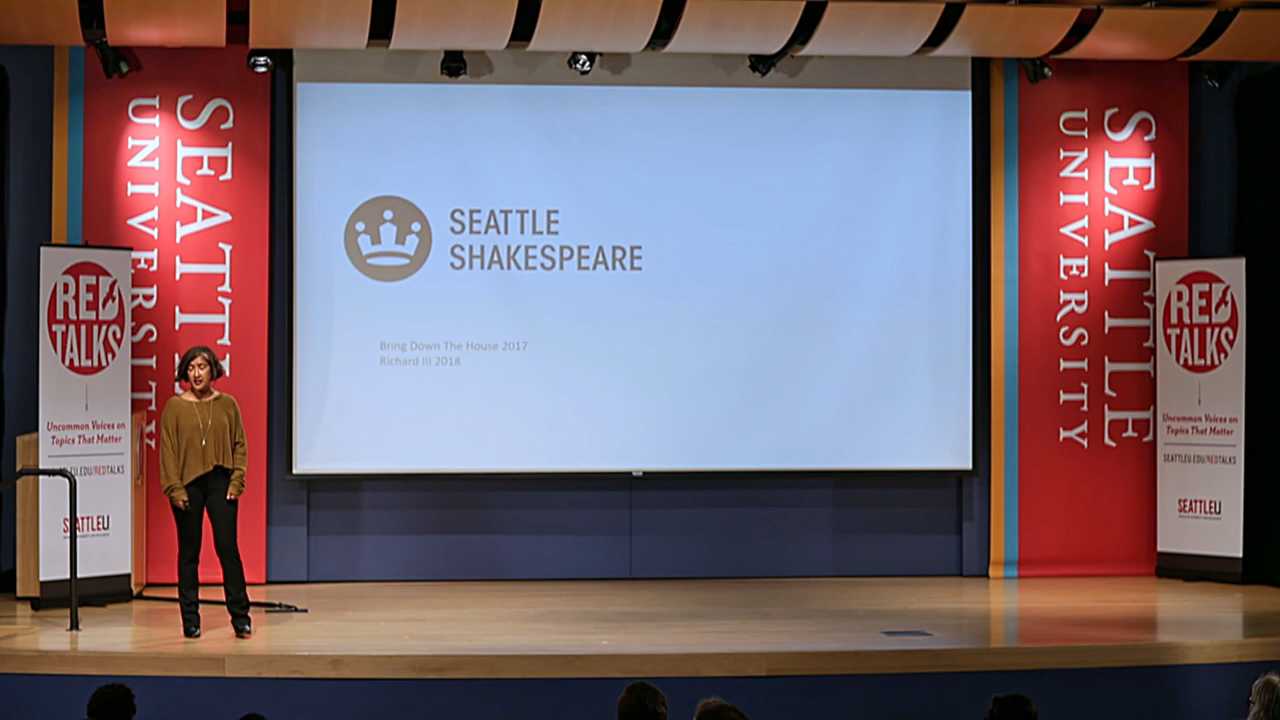 SEATTLE
UNIVERSITY
RED
TALKS
Uncommon Voices on
Topics That Matter
SEATTLEU.EDU/REDTALKS
SEATTLEU
SEATTLE
SHAKESPEARE
Bring Down The House 2017
Richard III 2018
SEATTLE
UNIVERSITY
RED
TALKS
Uncommon Voices on
Topics That Matter
SEATTLEU.EDU/REDTALKS
SEATTLEU